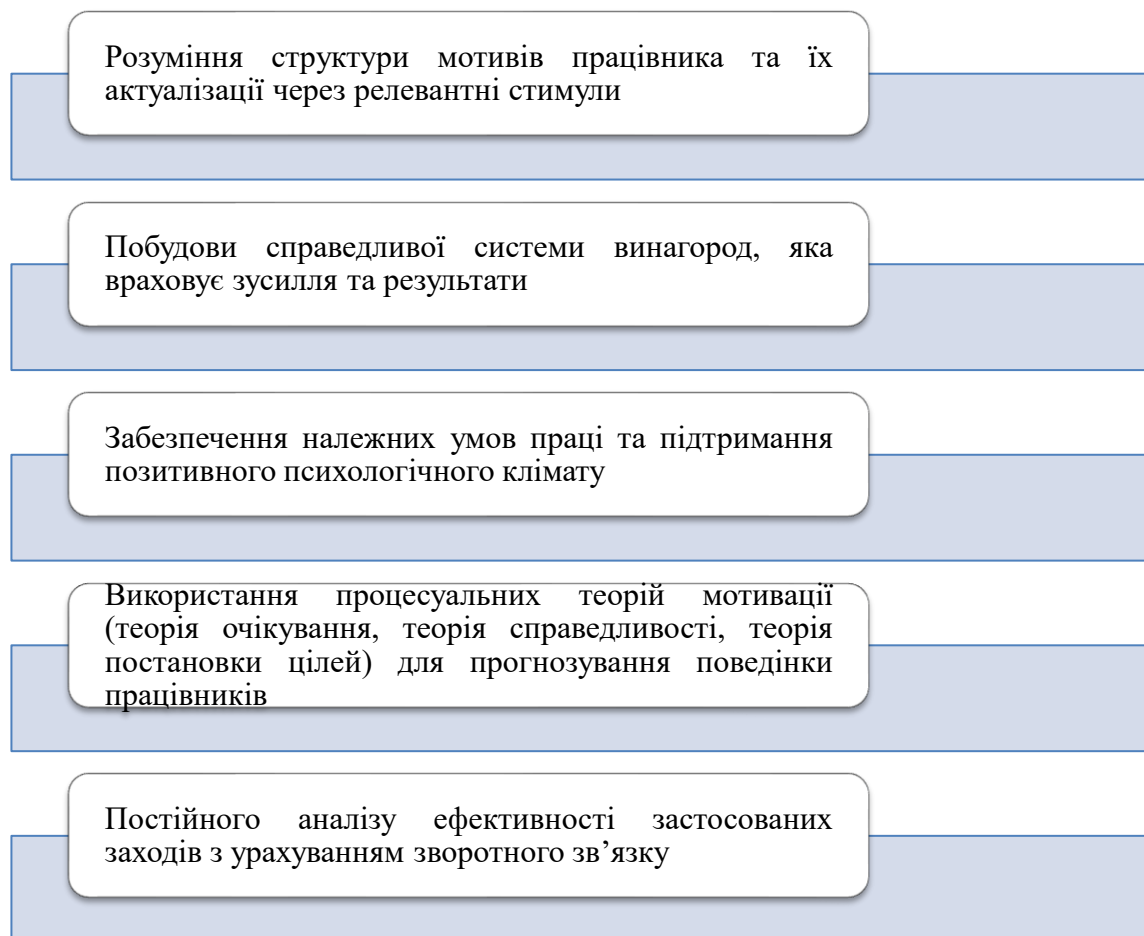 Розуміння структури мотивів працівника та їх
актуалізації через релевантні стимули
Побудови справедливої системи винагород, яка
враховує зусилля та результати
Забезпечення належних умов праці та підтримання
позитивного психологічного клімату
Використання процесуальних теорій мотивації
(теорія очікування, теорія справедливості, теорія
постановки цілей) для прогнозування поведінки
працівників
Постійного аналізу ефективності застосованих
заходів з урахуванням зворотного зв’язку